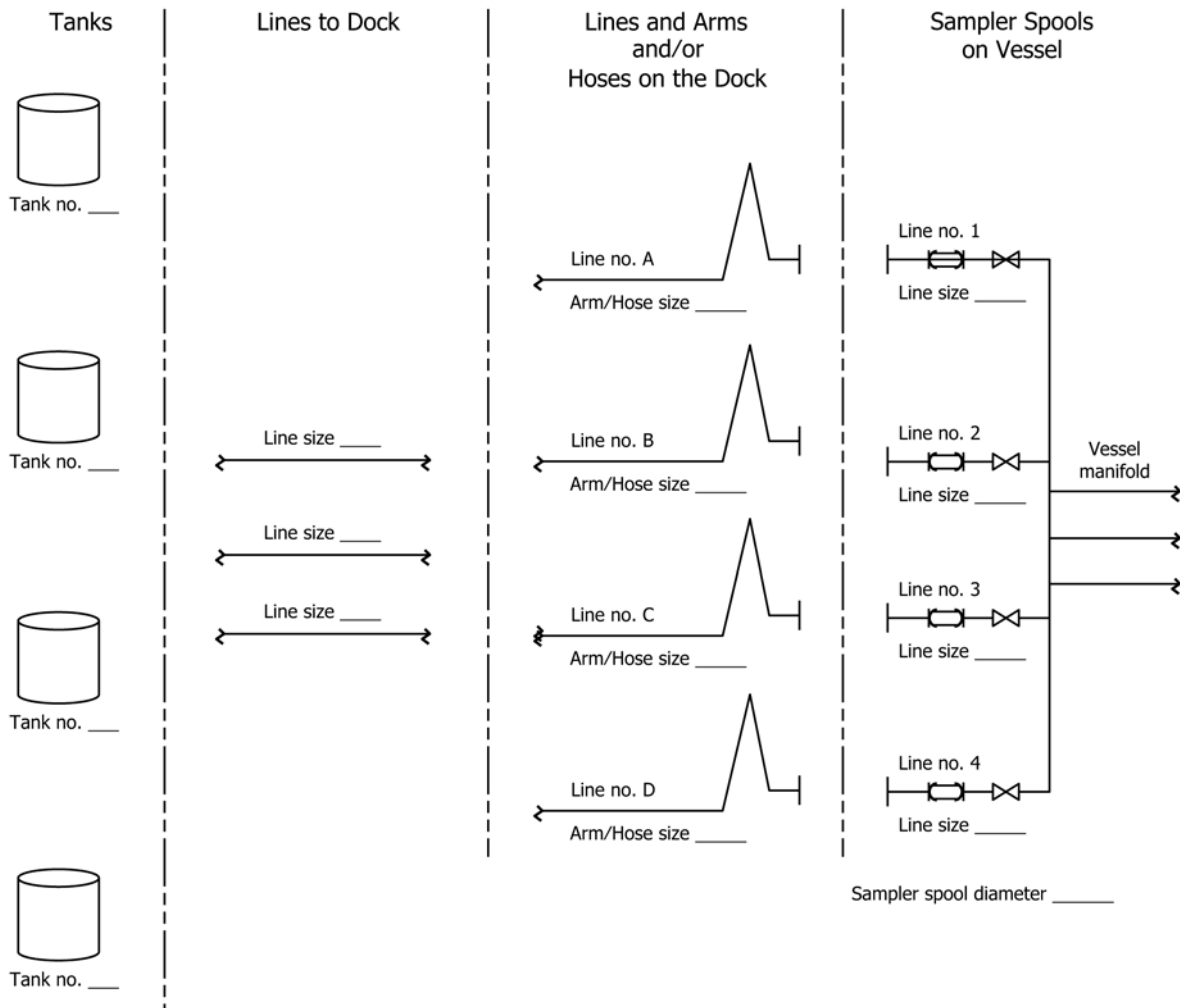 Tanks
Lines to Dock
Lines and Arms
and/or
Hoses on the Dock
Sampler Spools
on Vessel
Tank no. ___
Tank no. ___
Tank no. ___
Tank no. ___
Line size ____
Line size ____
Line size ____
Line no. A
Arm/Hose size _____
Line no. B
Arm/Hose size _____
Line no. C
Arm/Hose size _____
Line no. D
Arm/Hose size _____
Line no. 1
Line size _____
Line no. 2
Line size _____
Line no. 3
Line size _____
Line no. 4
Line size _____
Vessel
manifold
Sampler spool diameter ______